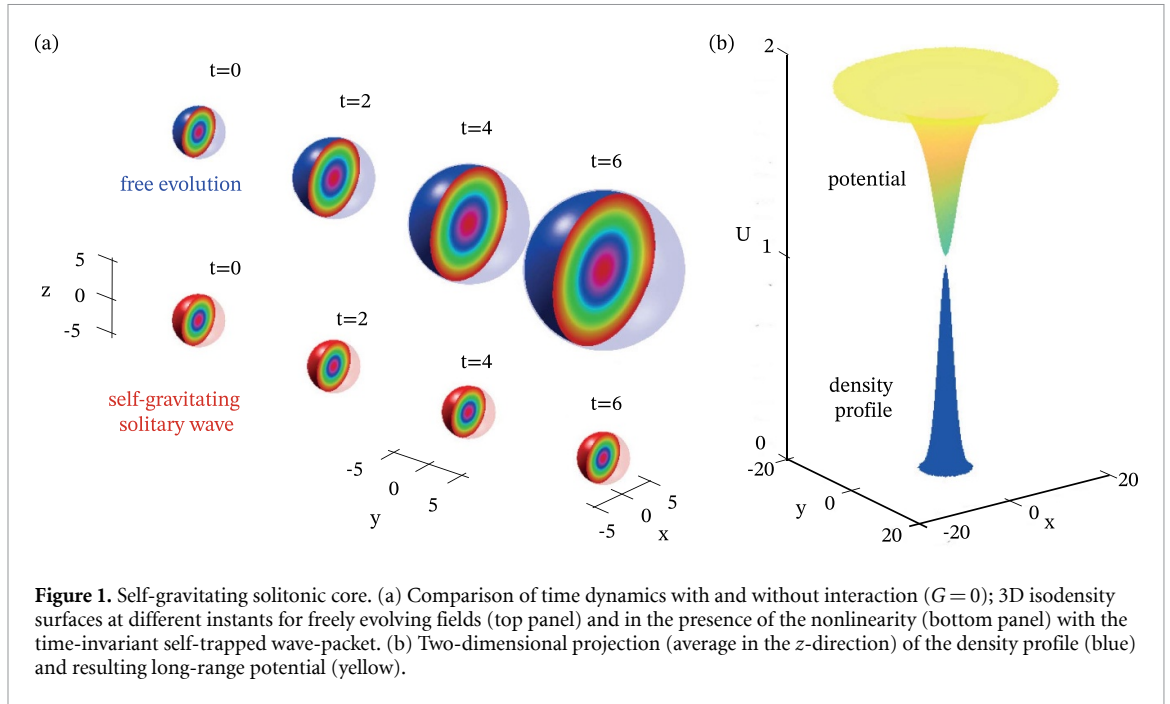 (a)
t=0
t=2
t=4
t=6
free evolution
5
z 0
-5
t=0
t=2
t=4
t=6
self-gravitating
solitary wave
-5
0
5
y
5
0
-5
x
(b)
2
U
1
0
potential
density
profile
-20
y 0
20
-20
0
x
20
Figure 1. Self-gravitating solitonic core. (a) Comparison of time dynamics with and without interaction (G = 0); 3D isodensity
surfaces at different instants for freely evolving fields (top panel) and in the presence of the nonlinearity (bottom panel) with the
time-invariant self-trapped wave-packet. (b) Two-dimensional projection (average in the z-direction) of the density profile (blue)
and resulting long-range potential (yellow).